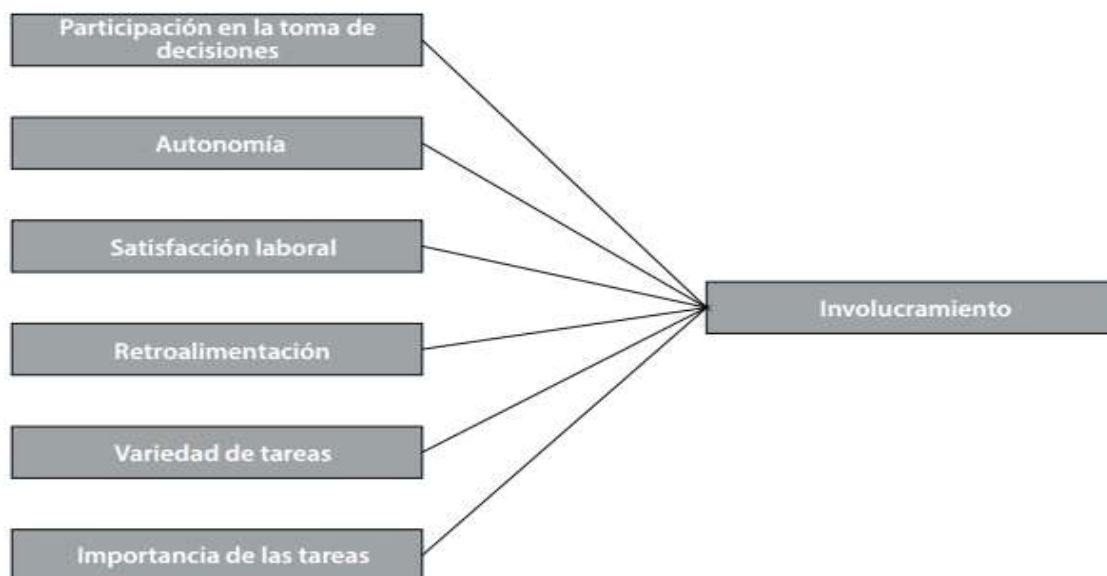 Participación en la toma de
decisiones
Autonomía
Satisfacción laboral
Retroalimentación
Variedad de tareas
Importancia de las tareas
Involucramiento